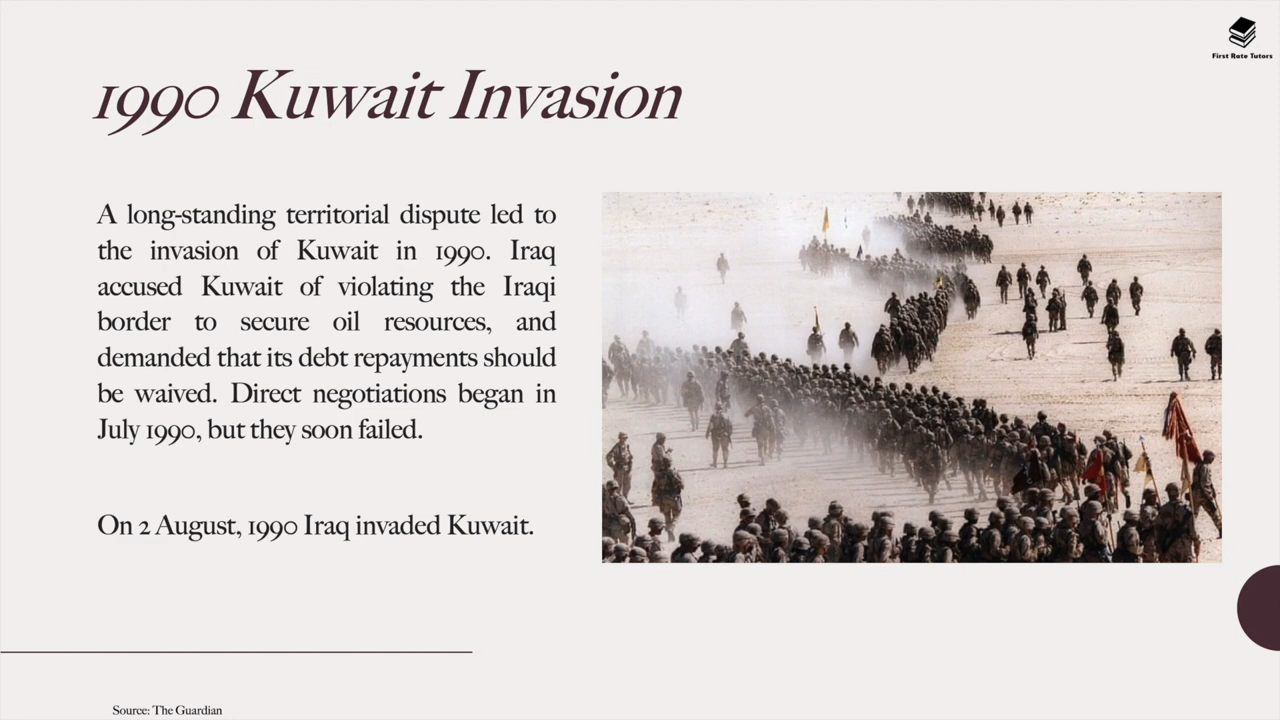 First Rate Tutors
1990 Kuwait Invasion
A long-standing territorial dispute led to
the invasion of Kuwait in 1990. Iraq
accused Kuwait of violating the Iraqi
border to secure oil resources, and
demanded that its debt repayments should
be waived. Direct negotiations began in
July 1990, but they soon failed.
On 2 August, 1990 Iraq invaded Kuwait.
Source: The Guardian